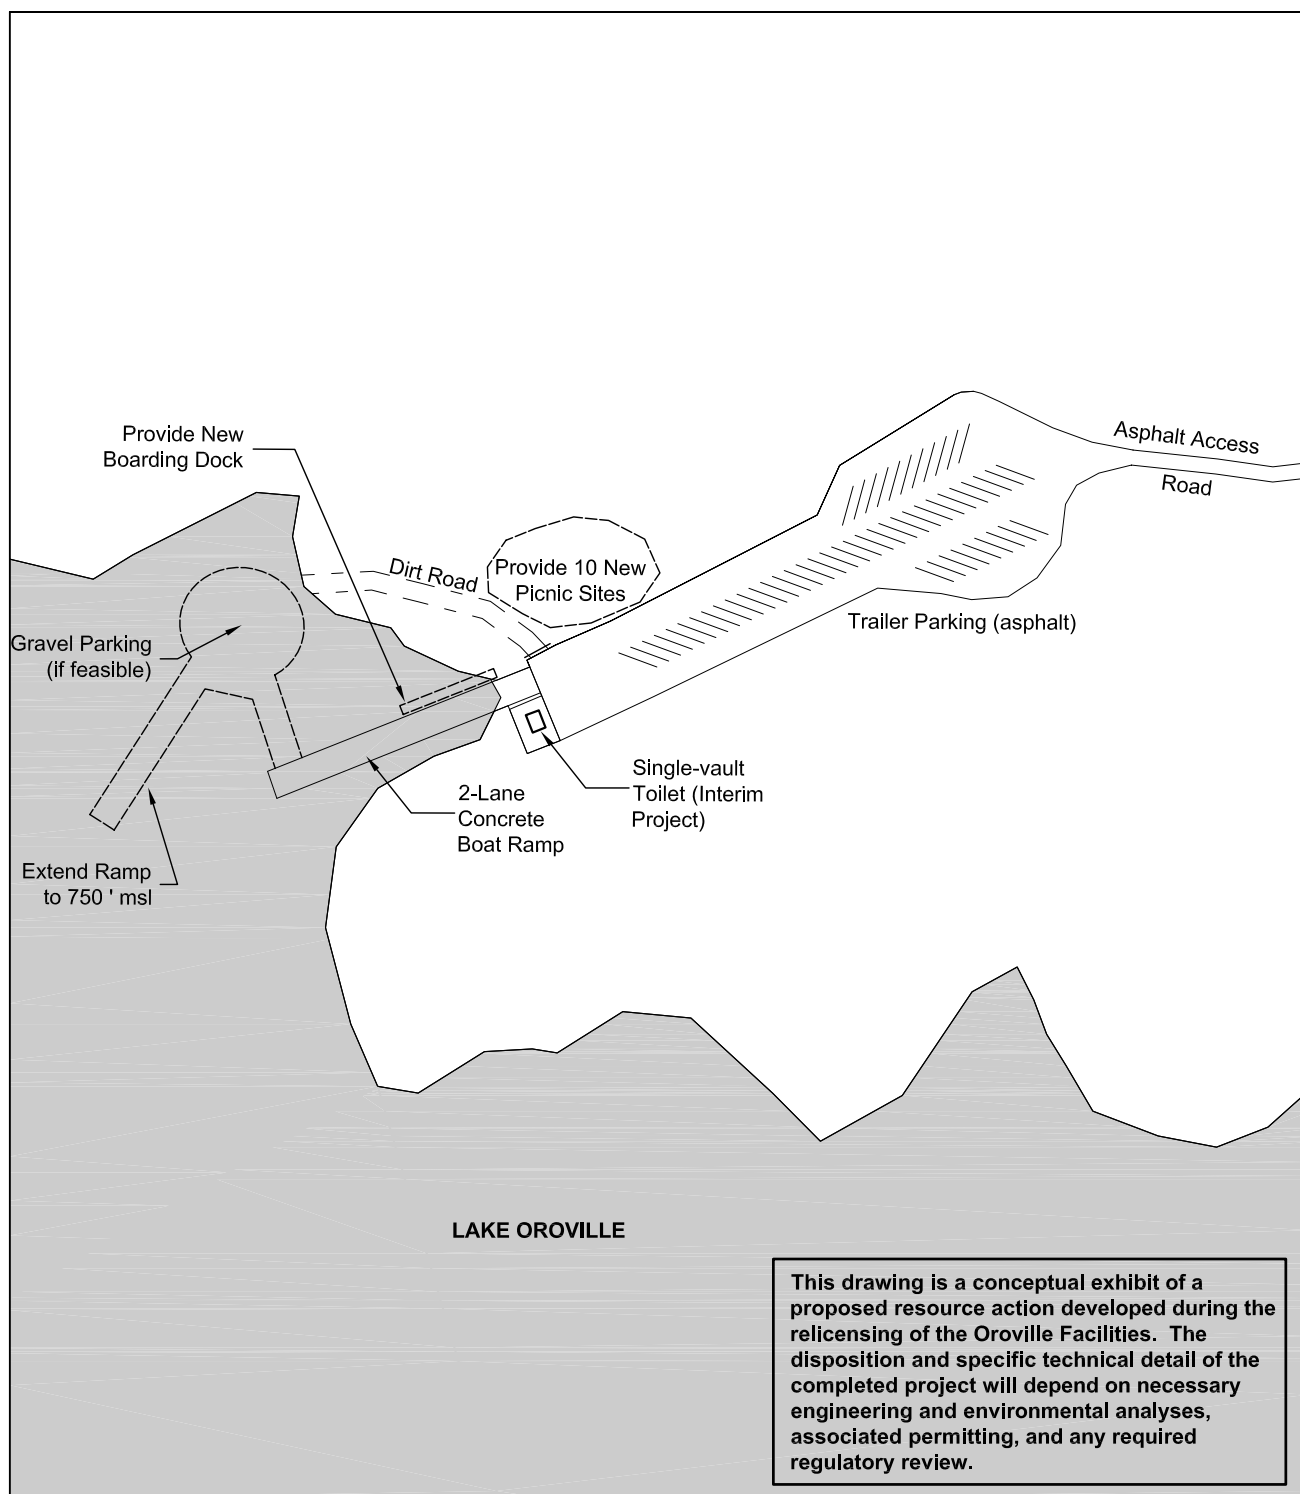 Asphalt Access
Road
Provide New
Boarding Dock
Dirt Road
Provide 10 New
Picnic Sites
Trailer Parking (asphalt)
Gravel Parking
(if feasible)
Single-vault
Toilet (Interim
Project)
2-Lane
Concrete
Boat Ramp
Extend Ramp
to 750 ' msl
LAKE OROVILLE
This drawing is a conceptual exhibit of a
proposed resource action developed during the
relicensing of the Oroville Facilities.  The
disposition and specific technical detail of the
completed project will depend on necessary
engineering and environmental analyses,
associated permitting, and any required
regulatory review.